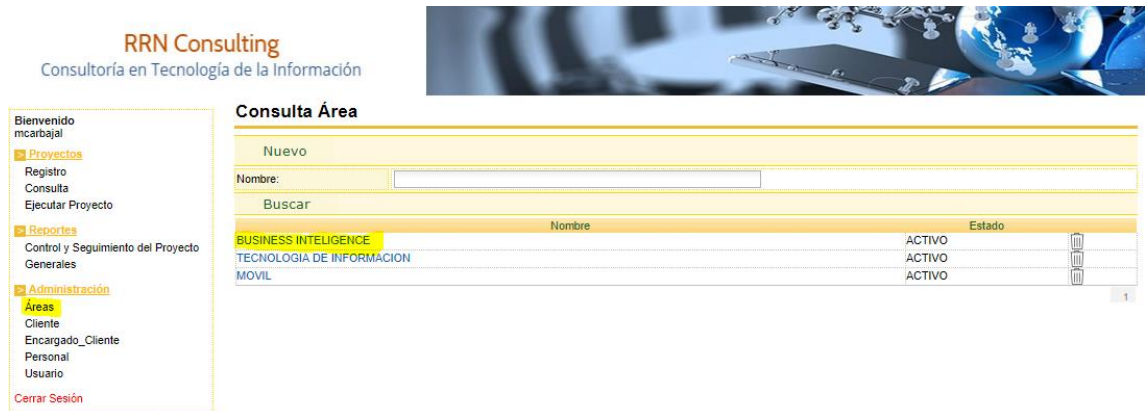 RRN Consulting
Consultoría en Tecnología de la Información
Bienvenido
mcarbajal
Proyectos
Registro
Consulta
Ejecutar Proyecto
Reportes
Control y Seguimiento del Proyecto
Generales
Administración
Áreas
Cliente
Encargado_Cliente
Personal
Usuario
Cerrar Sesión
Consulta Área
Nuevo
Nombre:
Buscar
Nombre Estado
BUSINESS INTELIGENCE ACTIVO
TECNOLOGIA DE INFORMACION ACTIVO
MOVIL ACTIVO
1